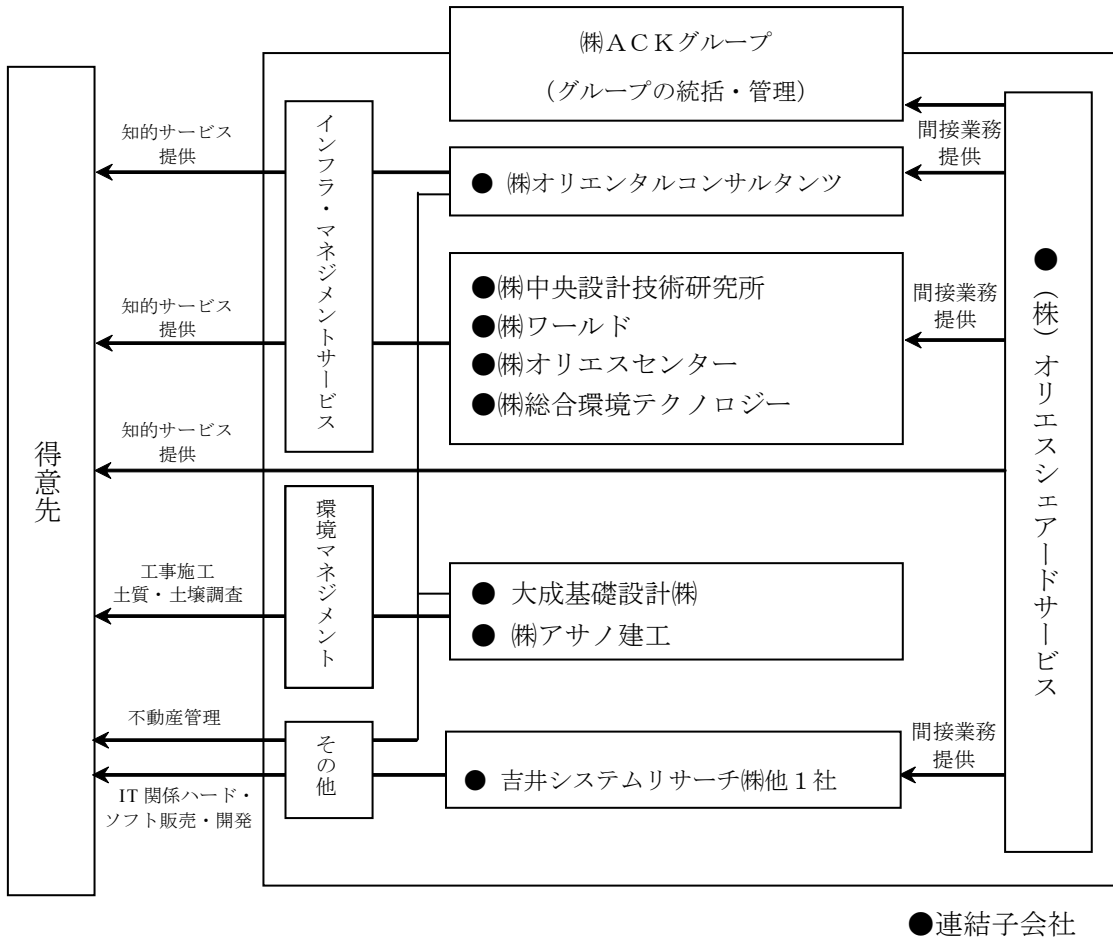 ㈱ＡＣＫグループ
（グループの統括・管理）
得意先
インフラ・マネジメントサービス
知的サービス
提供
● ㈱オリエンタルコンサルタンツ
間接業務
提供
●（株）オリエスシェアードサービス
知的サービス
提供
●㈱中央設計技術研究所
●㈱ワールド
●㈱オリエスセンター
●㈱総合環境テクノロジー
間接業務
提供
知的サービス
提供
環境マネジメント
工事施工
土質・土壌調査
● 大成基礎設計㈱
● ㈱アサノ建工
不動産管理
その他
IT 関係ハード・
ソフト販売・開発
● 吉井システムリサーチ㈱他１社
間接業務
提供
●連結子会社